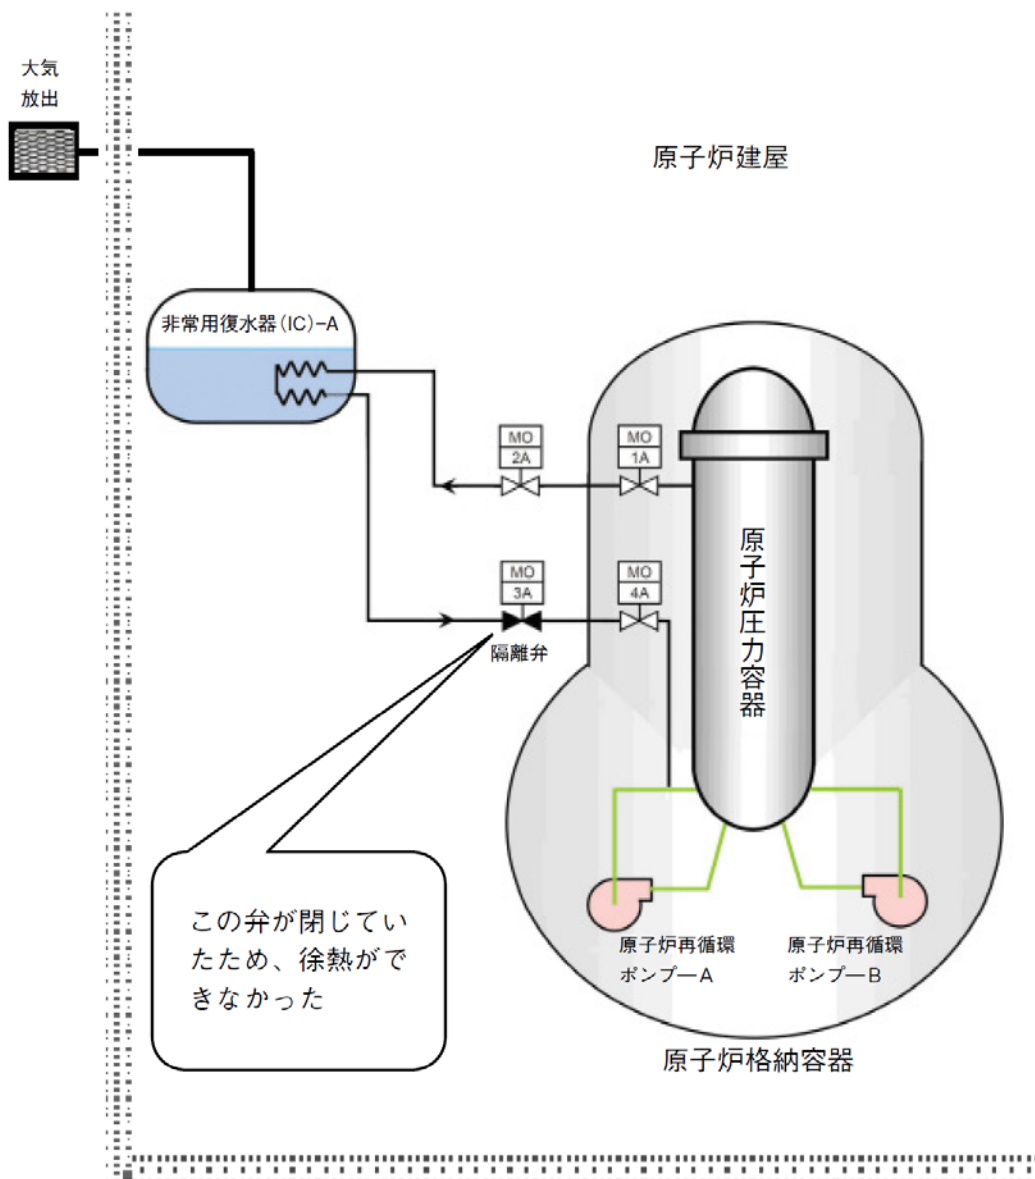 大気
放出
原子炉建屋
非常用復水器(IC)-A
MO
2A
MO
1A
原子炉圧力容器
MO
3A
MO
4A
隔離弁
この弁が閉じてい
たため、徐熱がで
きなかった
原子炉再循環
ポンプーA
原子炉再循環
ポンプーB
原子炉格納容器